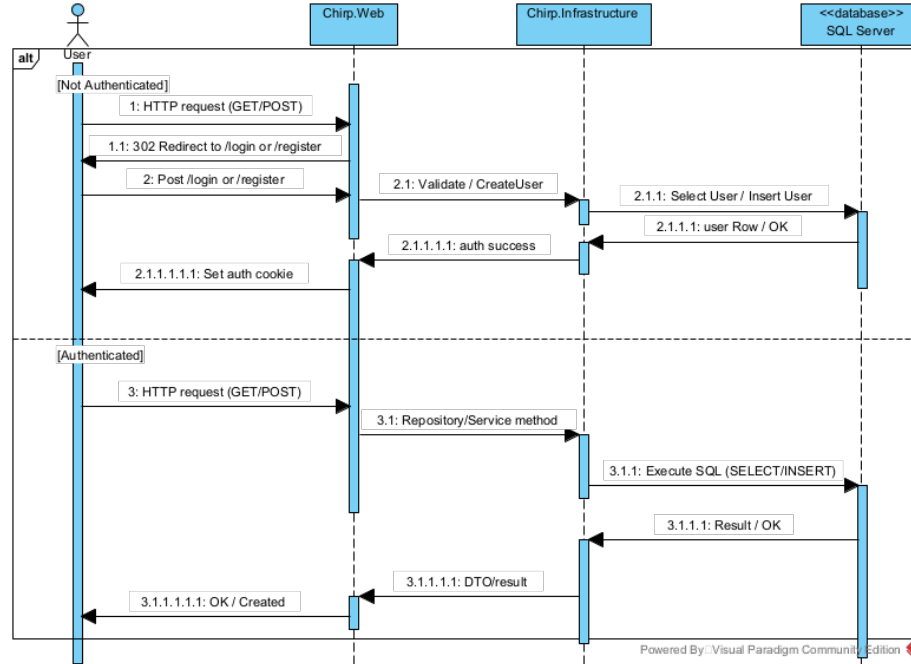 Chirp.Web
Chirp.Infrastructure
<<database>>
SQL Server
User
alt
[Not Authenticated]
1: HTTP request (GET/POST)
1.1: 302 Redirect to /login or /register
2: Post /login or /register
2.1: Validate / CreateUser
2.1.1: Select User / Insert User
2.1.1.1: user Row / OK
2.1.1.1.1: auth success
2.1.1.1.1.1: Set auth cookie
[Authenticated]
3: HTTP request (GET/POST)
3.1: Repository/Service method
3.1.1: Execute SQL (SELECT/INSERT)
3.1.1.1: Result / OK
3.1.1.1.1: DTO/result
3.1.1.1.1.1: OK / Created
Powered By Visual Paradigm Community Edition